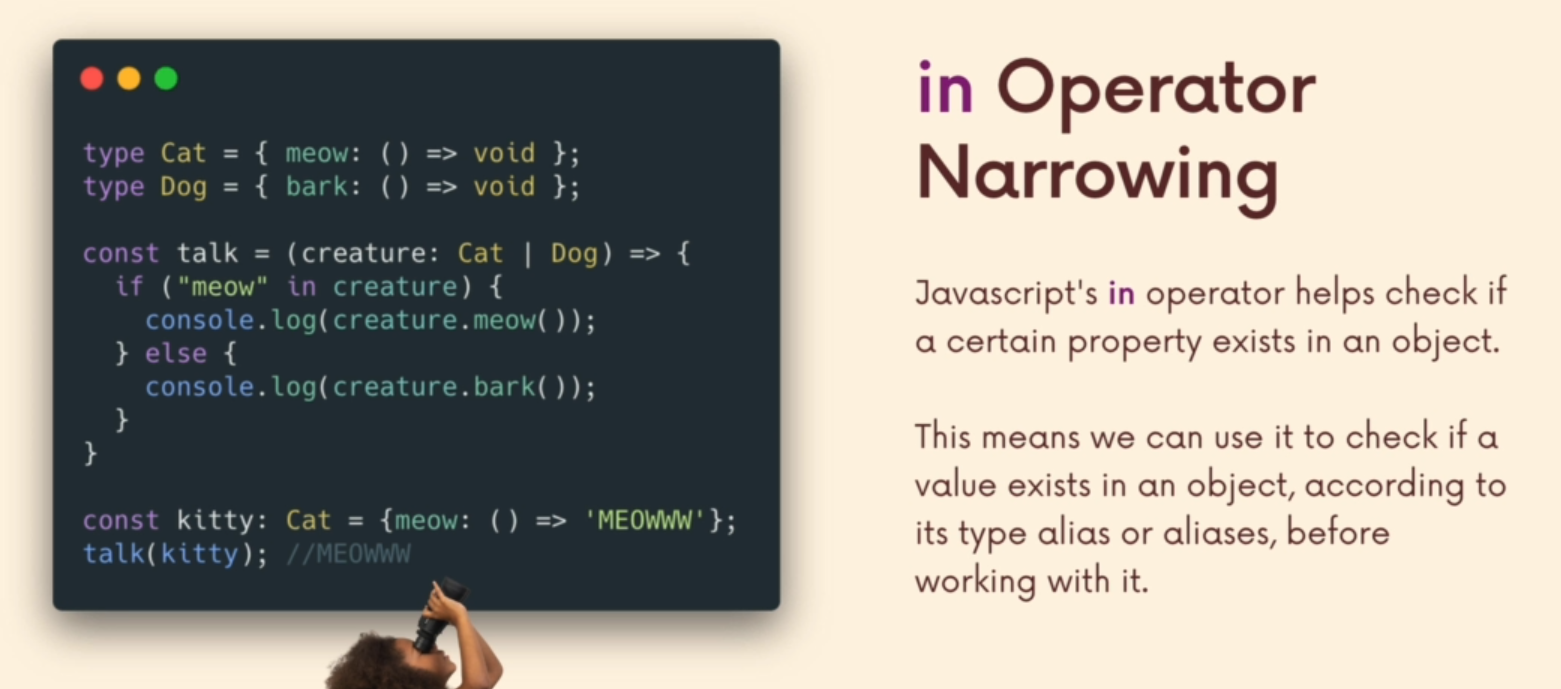 type Cat = { meow: () => void };
type Dog = { bark: () => void };
const talk = (creature: Cat | Dog) => {
if ("meow" in creature) {
console.log(creature.meow());
} else {
console.log(creature.bark());
}
}
const kitty: Cat = {meow: () => 'MEOWWW'};
talk(kitty); //MEOWWW
in Operator
Narrowing
Javascript's in operator helps check if
a certain property exists in an object.
This means we can use it to check if a
value exists in an object, according to
its type alias or aliases, before
working with it.